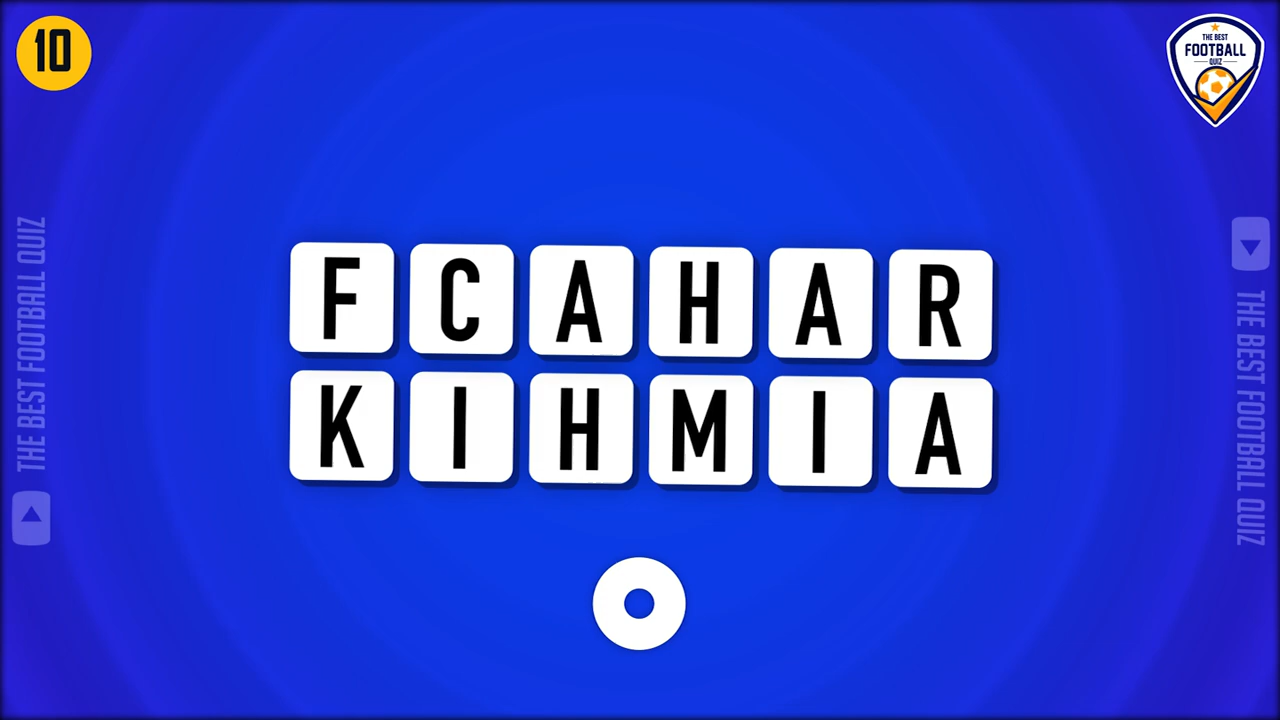 10
THE BEST
FOOTBALL
QUIZ
THE BEST FOOTBALL QUIZ
F C A H A R
K I H M I A
THE BEST FOOTBALL QUIZ